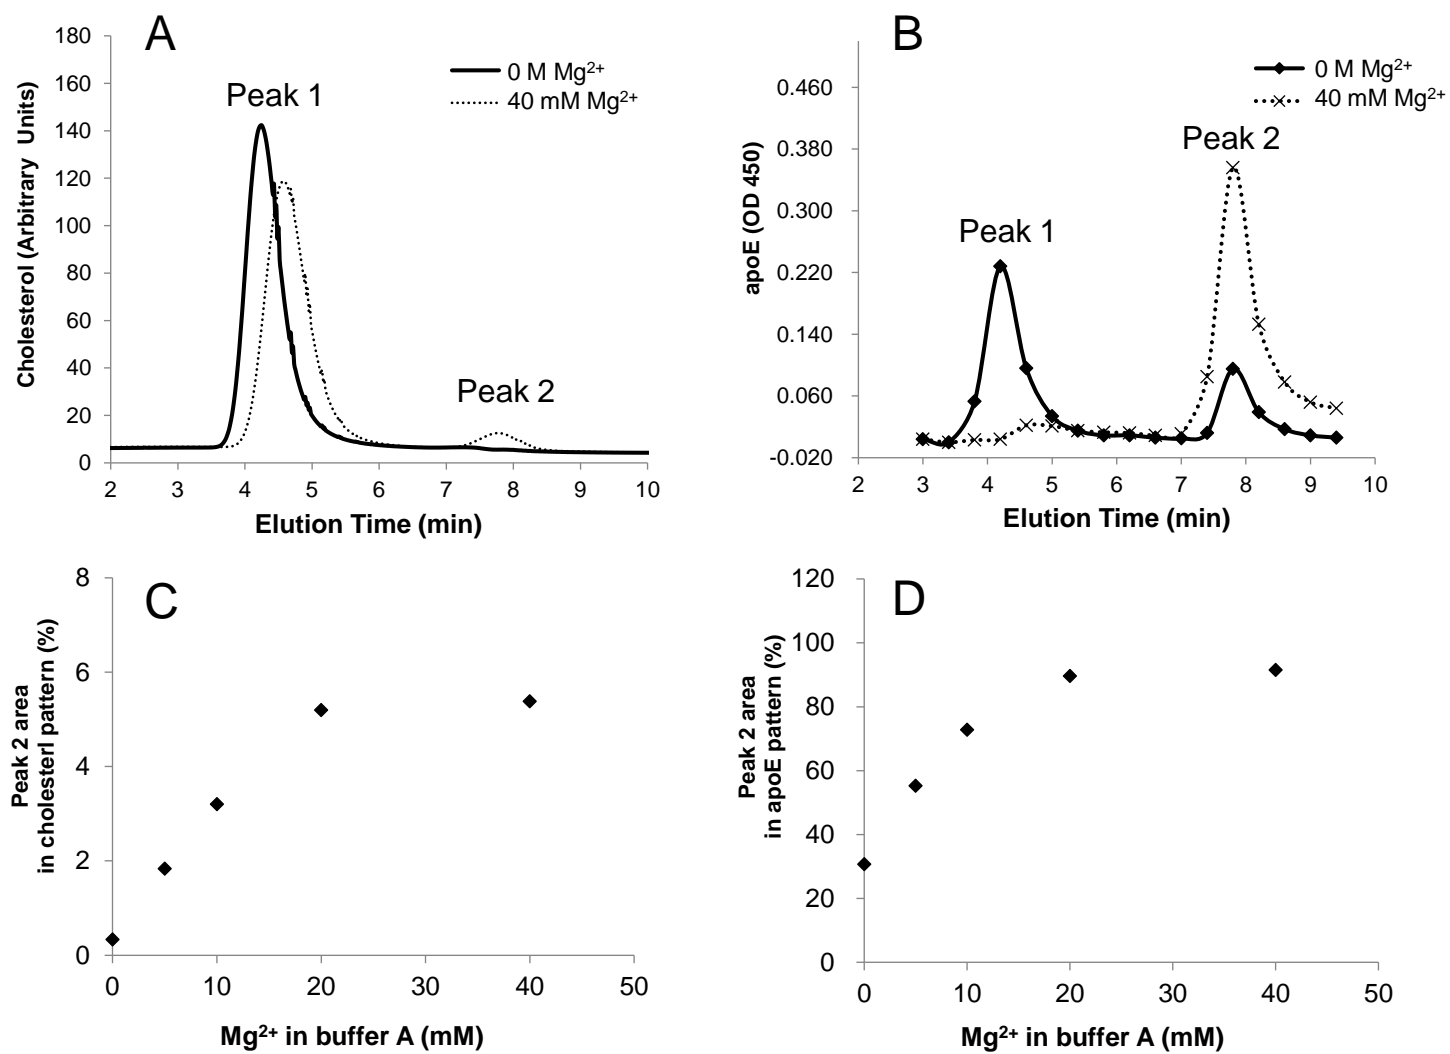 A
180
160
140
120
100
80
60
40
20
0
Cholesterol (Arbitrary Units)
Peak 1
Peak 2
0 M Mg²⁺
40 mM Mg²⁺
2 3 4 5 6 7 8 9 10
Elution Time (min)
B
0.460
0.380
0.300
0.220
0.140
0.060
-0.020
apoE (OD 450)
Peak 1
Peak 2
0 M Mg²⁺
40 mM Mg²⁺
2 3 4 5 6 7 8 9 10
Elution Time (min)
C
8
6
4
2
0
Peak 2 area
in cholesterl pattern (%)
0 10 20 30 40 50
Mg²⁺ in buffer A (mM)
D
120
100
80
60
40
20
0
Peak 2 area
in apoE pattern (%)
0 10 20 30 40 50
Mg²⁺ in buffer A (mM)